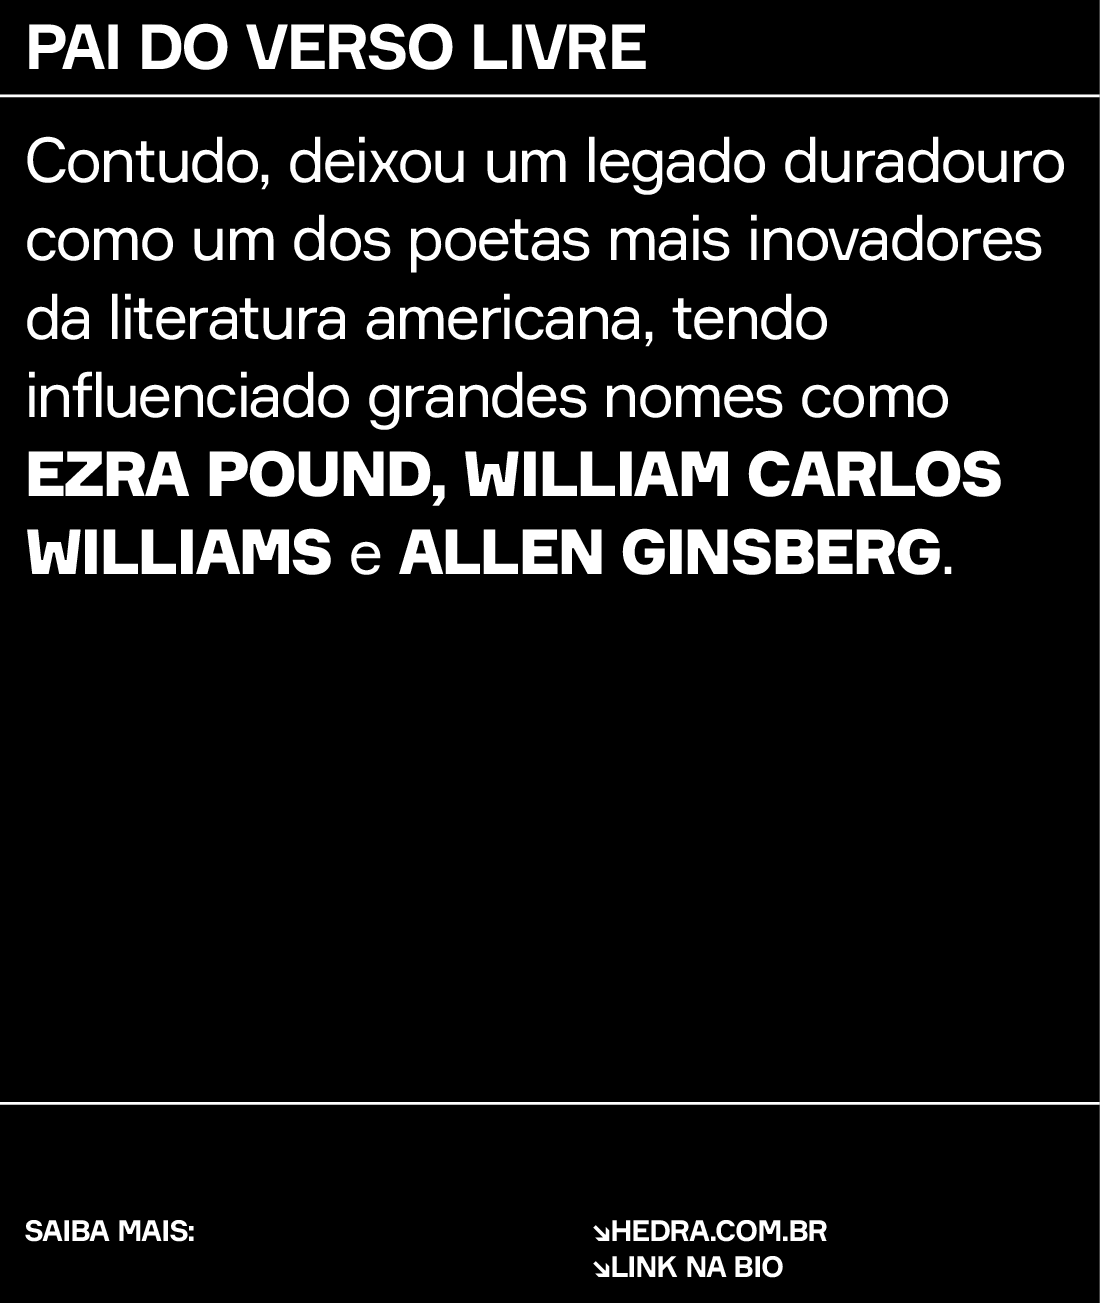 PAI DO VERSO LIVRE
Contudo, deixou um legado duradouro
como um dos poetas mais inovadores
da literatura americana, tendo
influenciado grandes nomes como
EZRA POUND, WILLIAM CARLOS
WILLIAMS e ALLEN GINSBERG.
SAIBA MAIS:
↘HEDRA.COM.BR
↘LINK NA BIO